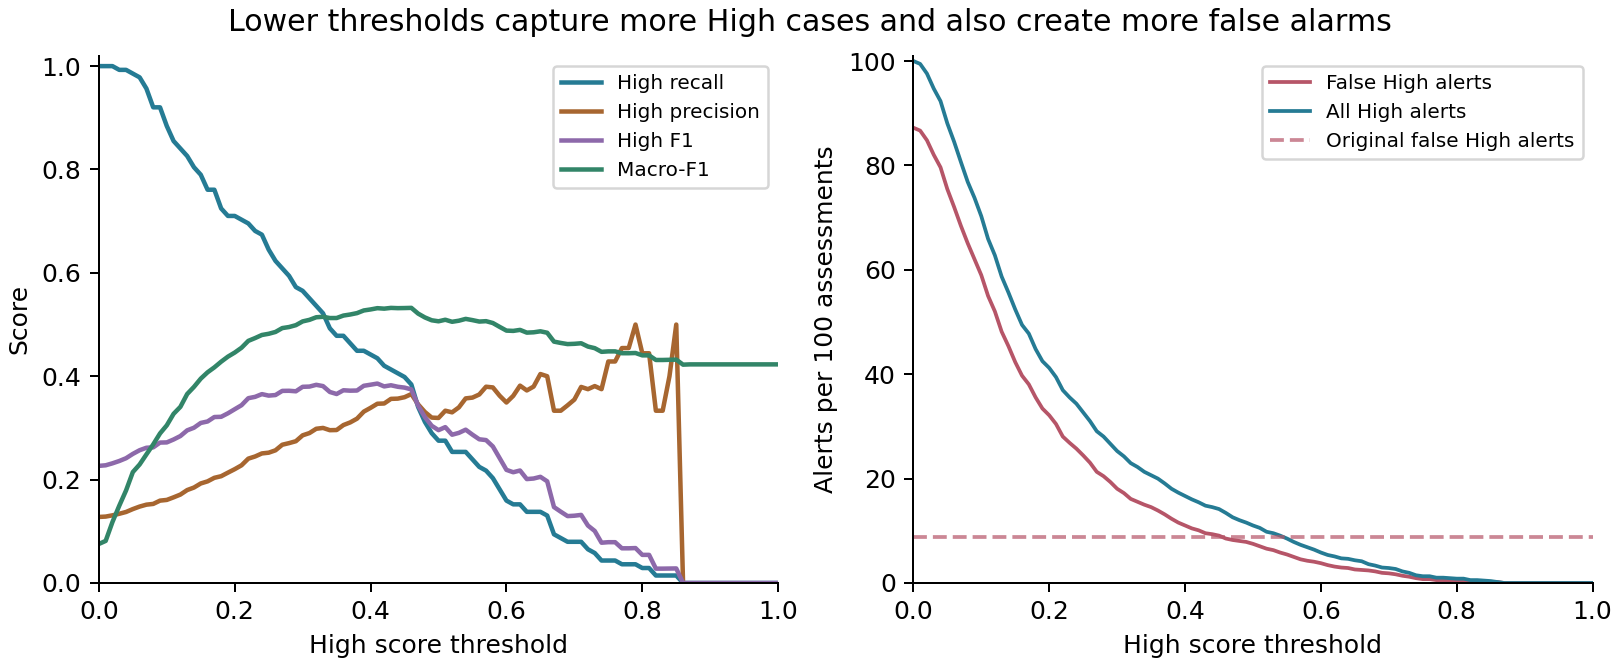 Lower thresholds capture more High cases and also create more false alarms
Score
1.0
0.8
0.6
0.4
0.2
0.0
0.0 0.2 0.4 0.6 0.8 1.0
High score threshold
High recall
High precision
High F1
Macro-F1
Alerts per 100 assessments
100
80
60
40
20
0
0.0 0.2 0.4 0.6 0.8 1.0
High score threshold
False High alerts
All High alerts
Original false High alerts